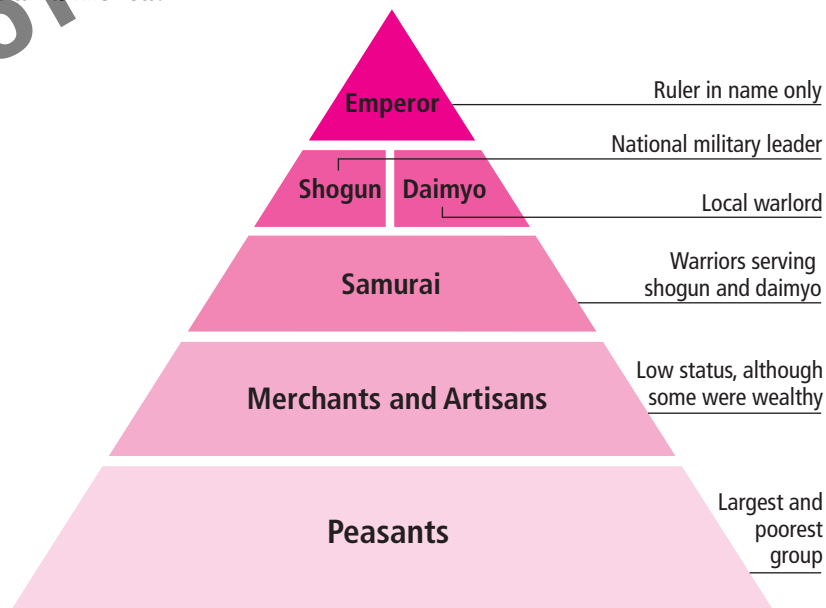 Emperor
Ruler in name only
National military leader
Shogun
Daimyo
Local warlord
Samurai
Warriors serving
shogun and daimyo
Merchants and Artisans
Low status, although
some were wealthy
Peasants
Largest and
poorest
group